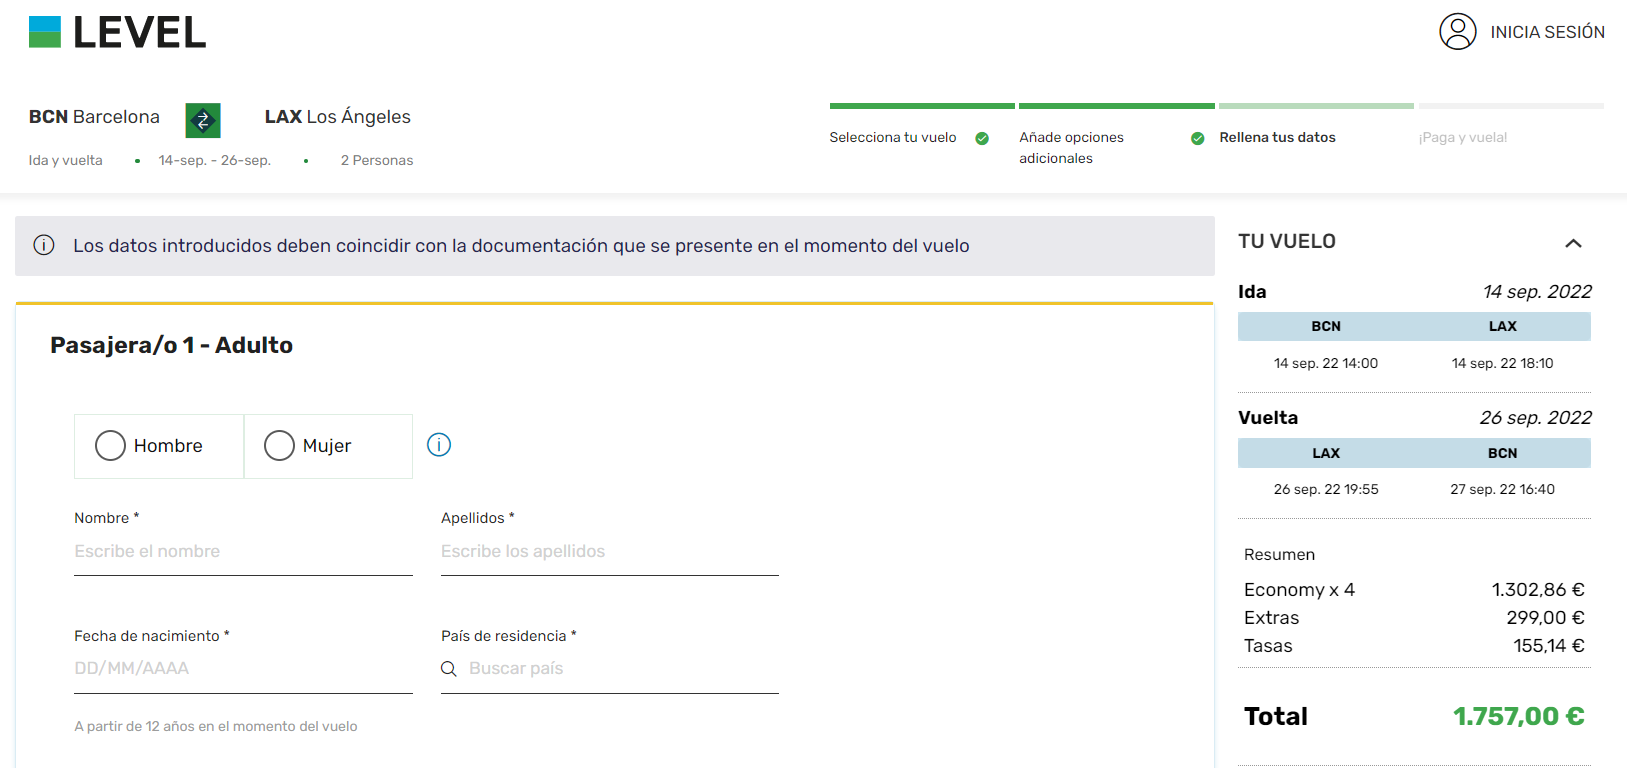 LEVEL
INICIA SESIÓN
BCN Barcelona LAX Los Ángeles
Ida y vuelta • 14-sep. - 26-sep. • 2 Personas
Selecciona tu vuelo
Añade opciones
adicionales
Rellena tus datos
¡Paga y vuela!
Los datos introducidos deben coincidir con la documentación que se presente en el momento del vuelo
Pasajera/o 1 - Adulto
Hombre Mujer
Nombre * Apellidos *
Escribe el nombre Escribe los apellidos
Fecha de nacimiento * País de residencia *
DD/MM/AAAA Buscar país
A partir de 12 años en el momento del vuelo
TU VUELO
Ida 14 sep. 2022
BCN LAX
14 sep. 22 14:00 14 sep. 22 18:10
Vuelta 26 sep. 2022
LAX BCN
26 sep. 22 19:55 27 sep. 22 16:40
Resumen
Economy x 4 1.302,86 €
Extras 299,00 €
Tasas 155,14 €
Total 1.757,00 €